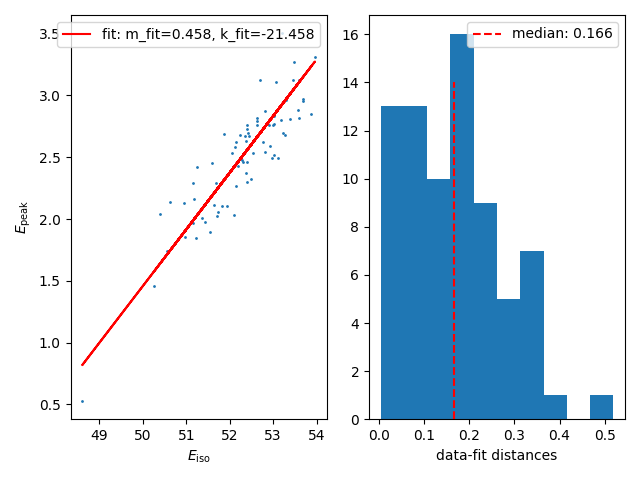 fit: m_fit=0.458, k_fit=-21.458
3.5
3.0
2.5
2.0
1.5
1.0
0.5
E_peak
49 50 51 52 53 54
E_iso
median: 0.166
16
14
12
10
8
6
4
2
0
0.0 0.1 0.2 0.3 0.4 0.5
data-fit distances